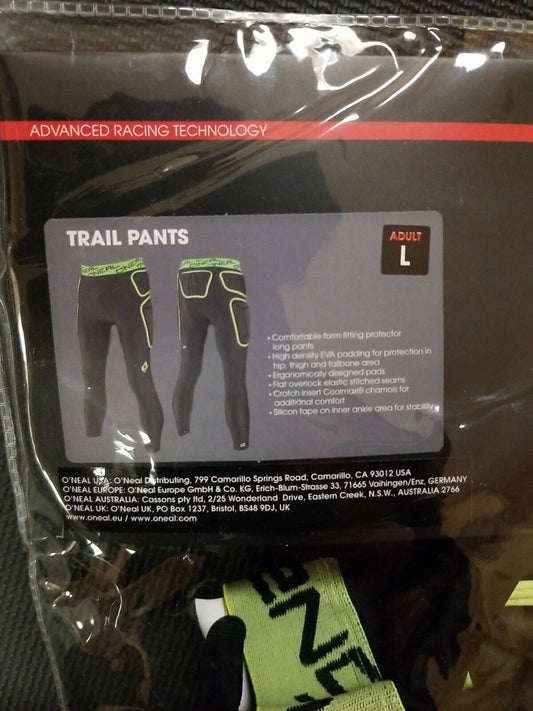 ADVANCED RACING TECHNOLOGY
TRAIL PANTS
ADULT
L
O'NEAL O'NEAL
• Comfortable form fitting protector
long pants
• High density EVA padding for protection in
hip, thigh and tailbone area
• Ergonomically designed pads
• Flat overlock elastic stitched seams
• Crotch insert Coolmax® chamois for
additional comfort
• Silicon tape on inner ankle area for stability
O'NEAL USA: O'Neal Distributing, 799 Camarillo Springs Road, Camarillo, CA 93012 USA
O'NEAL EUROPE: O'Neal Europe GmbH & Co. KG, Erich-Blum-Strasse 33, 71665 Vaihingen/Enz, GERMANY
O'NEAL AUSTRALIA: Cassons pty ltd, 2/25 Wonderland Drive, Eastern Creek, N.S.W., AUSTRALIA 2766
O'NEAL UK: O'Neal UK, PO Box 1237, Bristol, BS48 9DJ, UK
www.oneal.eu / www.oneal.com
ENS
ONE